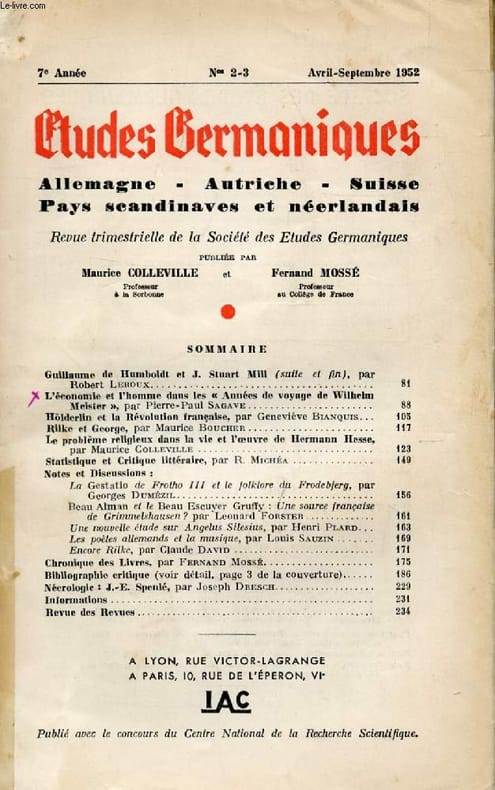 Le-livre.com
7e Année Nos 2-3 Avril-Septembre 1952
Etudes Germaniques
Allemagne - Autriche - Suisse
Pays scandinaves et néerlandais
Revue trimestrielle de la Société des Etudes Germaniques
PUBLIÉE PAR
Maurice COLLEVILLE et Fernand MOSSÉ
Professeur Professeur
à la Sorbonne au Collège de France
SOMMAIRE
Guillaume de Humboldt et J. Stuart Mill (suite et fin), par
Robert LEROUX 81
L'économie et l'homme dans les « Années de voyage de Wilhelm
Meister », par Pierre-Paul SAGAVE 88
Hölderlin et la Révolution française, par Geneviève BIANQUIS... 105
Rilke et George, par Maurice BOUCHER 117
Le problème religieux dans la vie et l'œuvre de Hermann Hesse,
par Maurice COLLEVILLE 123
Statistique et Critique littéraire, par R. MICHÉA 149
Notes et Discussions :
La Gestatio de Frotho III et le folklore du Frodebjerg, par
Georges DUMÉZIL 156
Beau Alman et le Beau Escuyer Gruffy : Une source française
de Grimmelshausen ? par Leonard FORSTER 161
Une nouvelle étude sur Angelus Silesius, par Henri PLARD... 163
Les poètes allemands et la musique, par Louis SAUZIN 169
Encore Rilke, par Claude DAVID 171
Chronique des Livres, par FERNAND MOSSÉ 175
Bibliographie critique (voir détail, page 3 de la couverture) 186
Nécrologie : J.-E. Spenlé, par Joseph DRESCH 229
Informations 231
Revue des Revues 234
A LYON, RUE VICTOR-LAGRANGE
A PARIS, 10, RUE DE L'ÉPERON, VIe
IAC
Publié avec le concours du Centre National de la Recherche Scientifique.